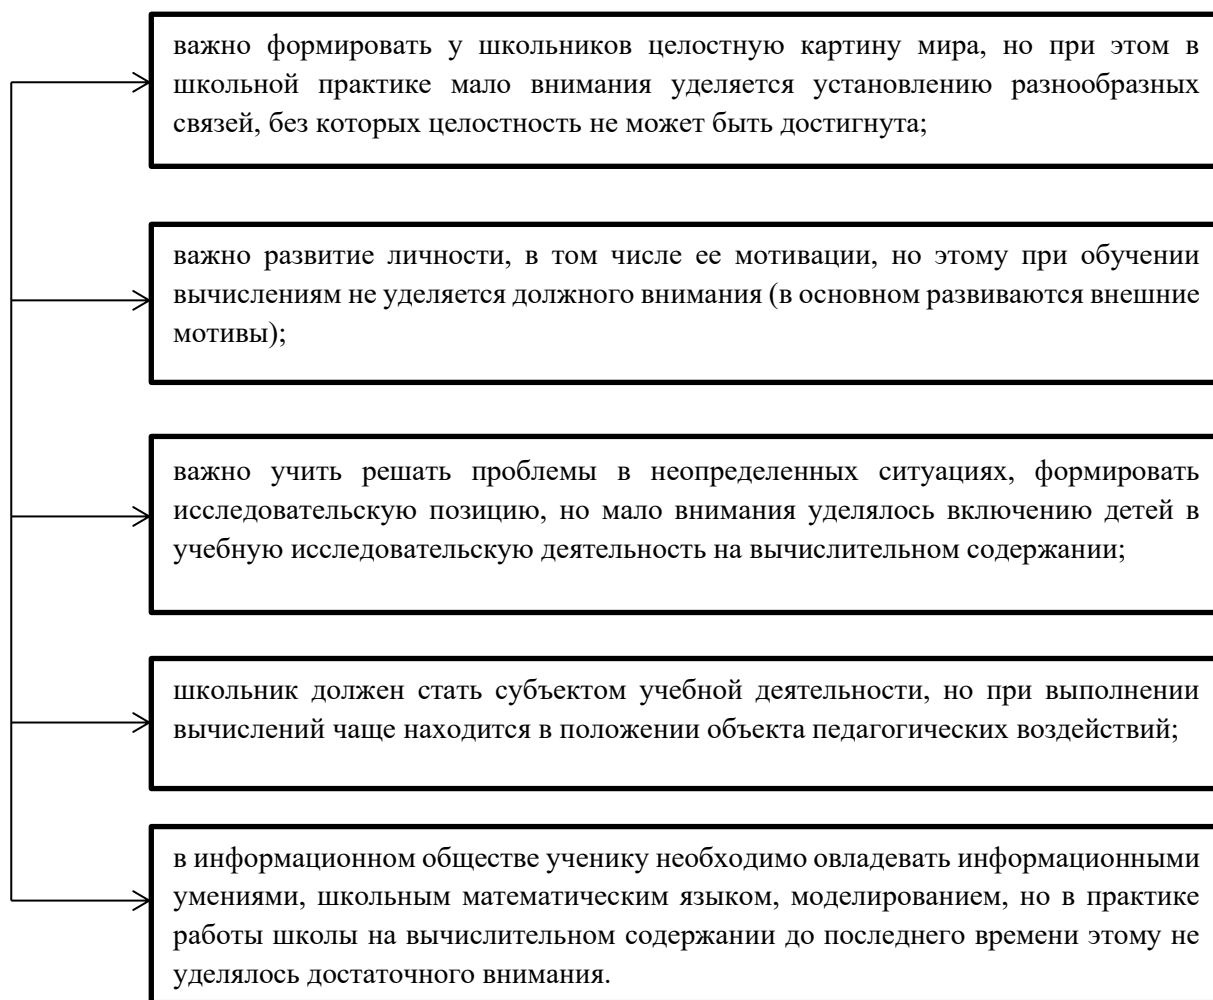 важно формировать у школьников целостную картину мира, но при этом в
школьной практике мало внимания уделяется установлению разнообразных
связей, без которых целостность не может быть достигнута;
важно развитие личности, в том числе ее мотивации, но этому при обучении
вычислениям не уделяется должного внимания (в основном развиваются внешние
мотивы);
важно учить решать проблемы в неопределенных ситуациях, формировать
исследовательскую позицию, но мало внимания уделялось включению детей в
учебную исследовательскую деятельность на вычислительном содержании;
школьник должен стать субъектом учебной деятельности, но при выполнении
вычислений чаще находится в положении объекта педагогических воздействий;
в информационном обществе ученику необходимо овладевать информационными
умениями, школьным математическим языком, моделированием, но в практике
работы школы на вычислительном содержании до последнего времени этому не
уделялось достаточного внимания.